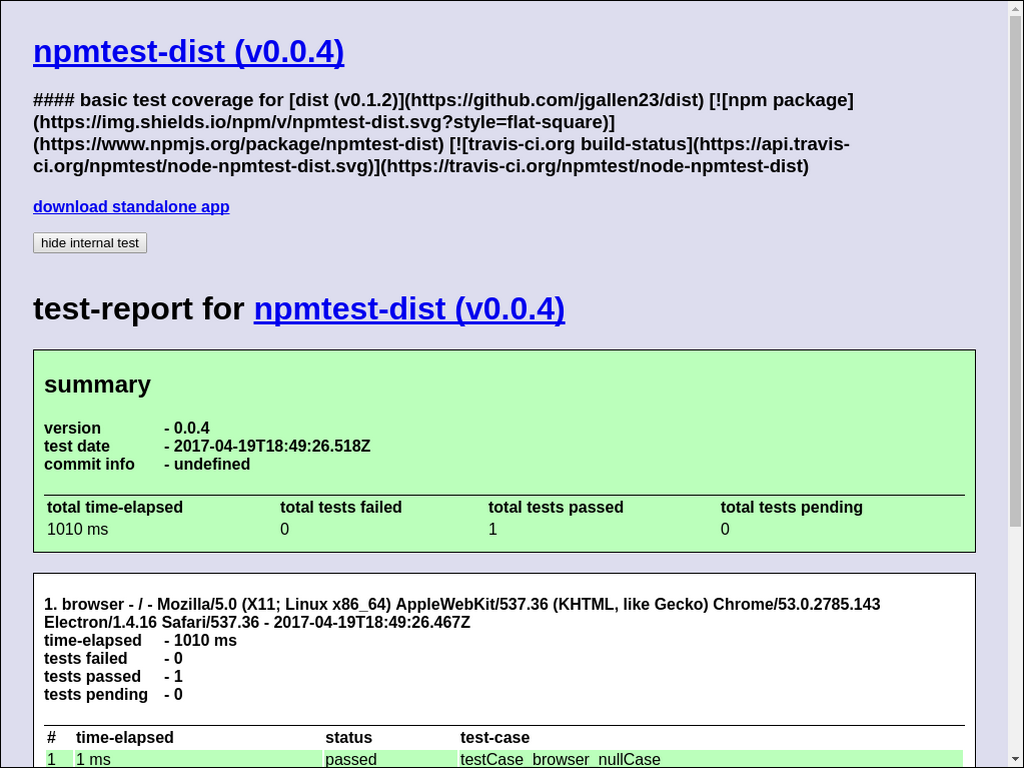 npmtest-dist (v0.0.4)
#### basic test coverage for [dist (v0.1.2)](https://github.com/jgallen23/dist) [![npm package]
(https://img.shields.io/npm/v/npmtest-dist.svg?style=flat-square)]
(https://www.npmjs.org/package/npmtest-dist) [![travis-ci.org build-status](https://api.travis-
ci.org/npmtest/node-npmtest-dist.svg)](https://travis-ci.org/npmtest/node-npmtest-dist)
download standalone app
hide internal test
test-report for npmtest-dist (v0.0.4)
summary
version - 0.0.4
test date - 2017-04-19T18:49:26.518Z
commit info - undefined
total time-elapsed total tests failed total tests passed total tests pending
1010 ms 0 1 0
1. browser - / - Mozilla/5.0 (X11; Linux x86_64) AppleWebKit/537.36 (KHTML, like Gecko) Chrome/53.0.2785.143
Electron/1.4.16 Safari/537.36 - 2017-04-19T18:49:26.467Z
time-elapsed - 1010 ms
tests failed - 0
tests passed - 1
tests pending - 0
# time-elapsed status test-case
1 1 ms passed testCase_browser_nullCase